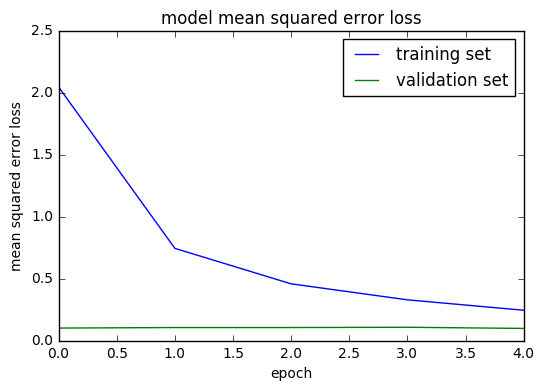 model mean squared error loss
2.5
2.0
1.5
1.0
0.5
0.0
mean squared error loss
training set
validation set
0.0 0.5 1.0 1.5 2.0 2.5 3.0 3.5 4.0
epoch